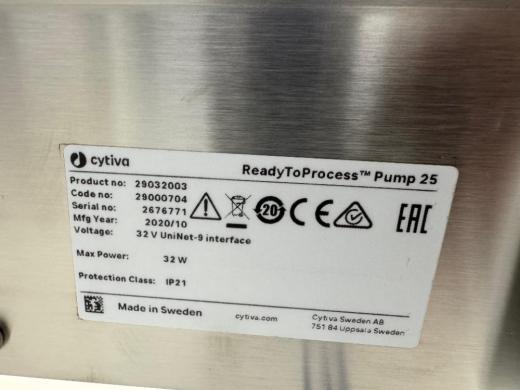 cytiva
ReadyToProcess™ Pump 25
Product no: 29032003
Code no: 29000704
Serial no: 2676771
Mfg Year: 2020/10
Voltage: 32 V UniNet-9 interface
20
CE
EAC
Max Power: 32 W
Protection Class: IP21
Made in Sweden
cytiva.com
Cytiva Sweden AB
751 84 Uppsala Sweden